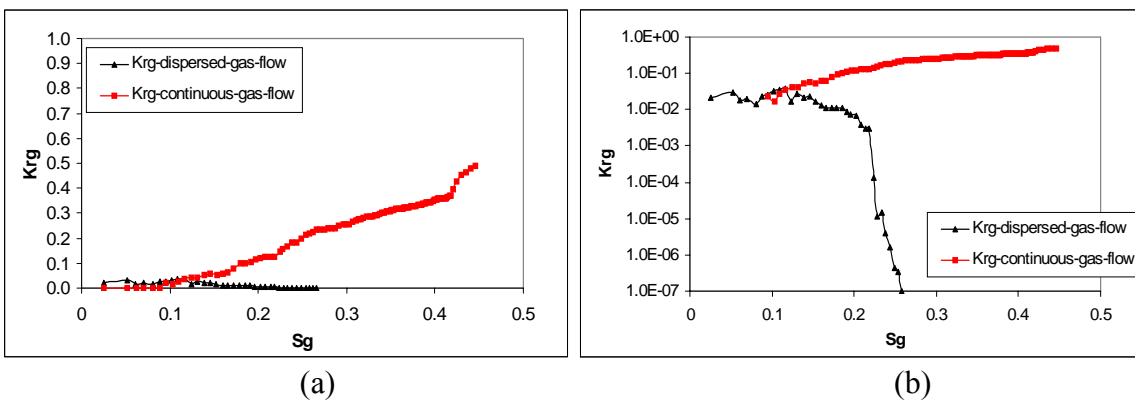 1.0
0.9
0.8
0.7
0.6
0.5
0.4
0.3
0.2
0.1
0.0
Krg
Krg-dispersed-gas-flow
Krg-continuous-gas-flow
0 0.1 0.2 0.3 0.4 0.5
Sg
(a)
1.0E+00
1.0E-01
1.0E-02
1.0E-03
1.0E-04
1.0E-05
1.0E-06
1.0E-07
Krg
Krg-dispersed-gas-flow
Krg-continuous-gas-flow
0 0.1 0.2 0.3 0.4 0.5
Sg
(b)